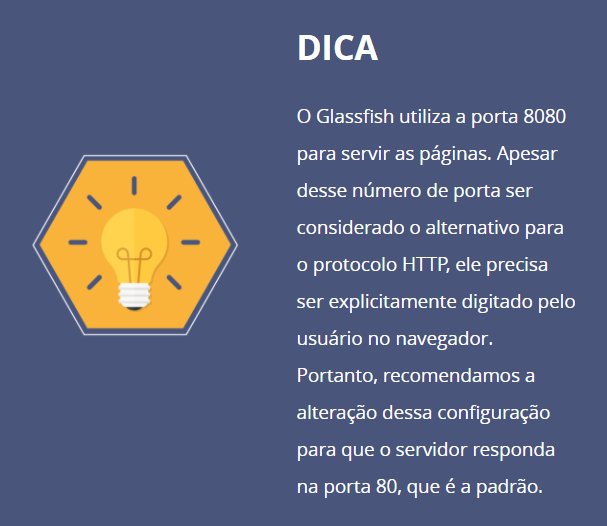 DICA
O Glassfish utiliza a porta 8080
para servir as páginas. Apesar
desse número de porta ser
considerado o alternativo para
o protocolo HTTP, ele precisa
ser explicitamente digitado pelo
usuário no navegador.
Portanto, recomendamos a
alteração dessa configuração
para que o servidor responda
na porta 80, que é a padrão.